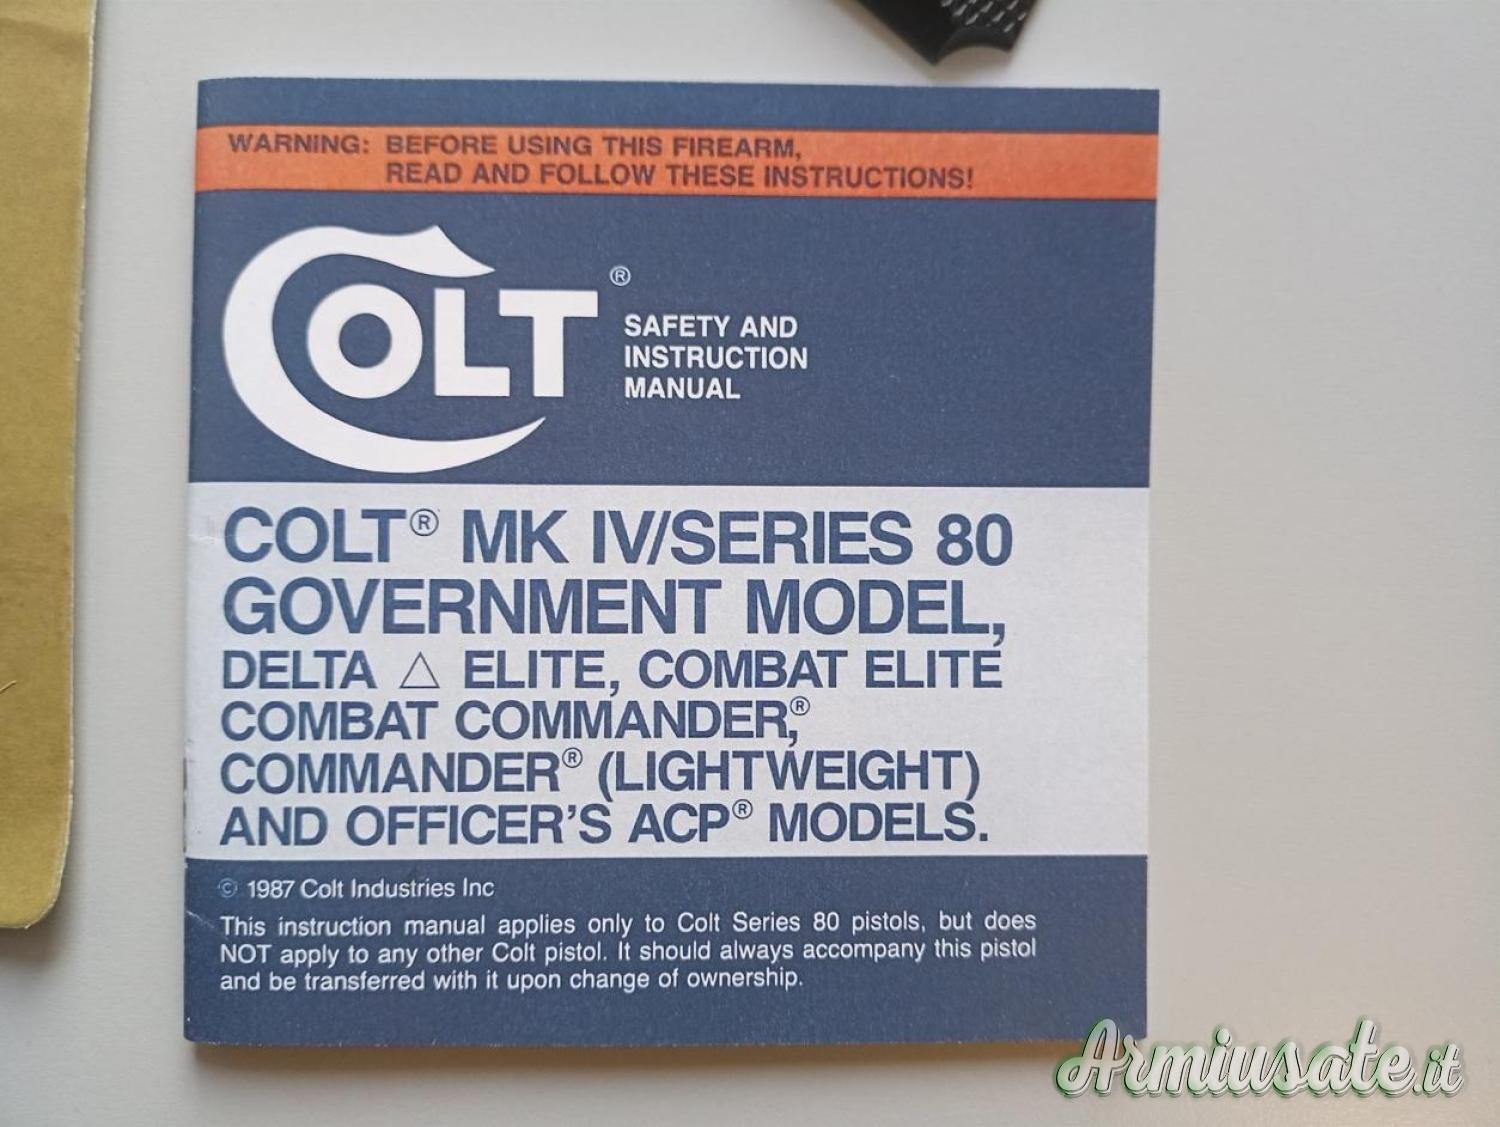 WARNING: BEFORE USING THIS FIREARM,
READ AND FOLLOW THESE INSTRUCTIONS!
COLT®
SAFETY AND
INSTRUCTION
MANUAL
COLT® MK IV/SERIES 80
GOVERNMENT MODEL,
DELTA △ ELITE, COMBAT ELITE
COMBAT COMMANDER,®
COMMANDER® (LIGHTWEIGHT)
AND OFFICER'S ACP® MODELS.
© 1987 Colt Industries Inc
This instruction manual applies only to Colt Series 80 pistols, but does
NOT apply to any other Colt pistol. It should always accompany this pistol
and be transferred with it upon change of ownership.
Armiusate.it